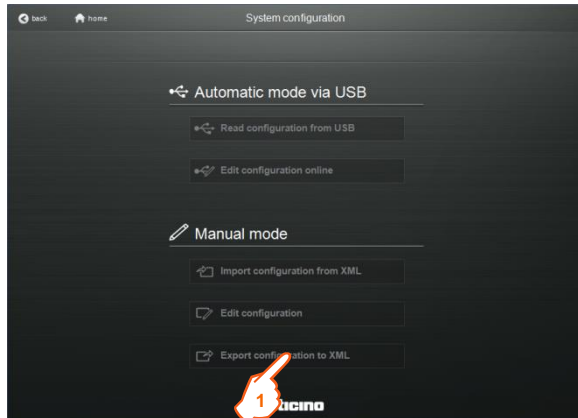 back
home
System configuration
Automatic mode via USB
Read configuration from USB
Edit configuration online
Manual mode
Import configuration from XML
Edit configuration
Export configuration to XML
1